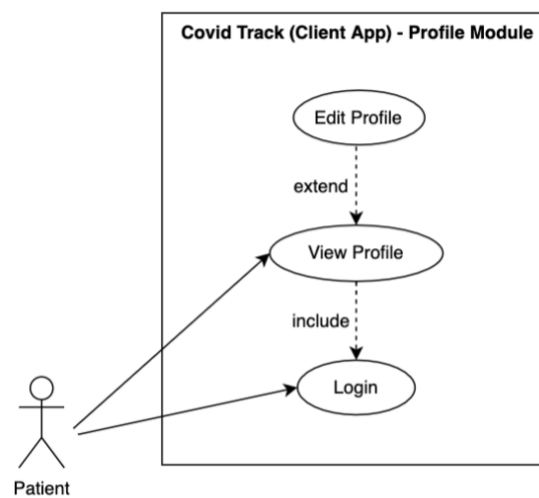 Covid Track (Client App) - Profile Module
Edit Profile
extend
View Profile
include
Login
Patient